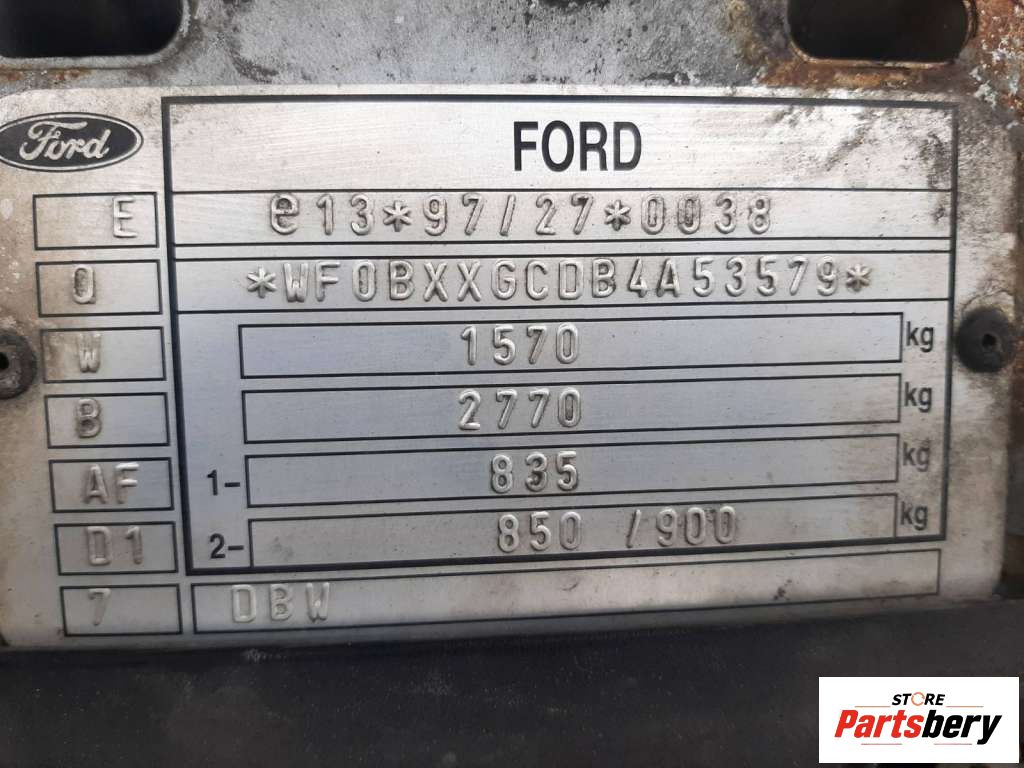 Ford
FORD
E
e13*97/27*0038
Q
*WF0BXXGCDB4A53579*
W
1570 kg
B
2770 kg
AF
1- 835 kg
D1
2- 850 /900 kg
7
DBW
STORE
Partsbery